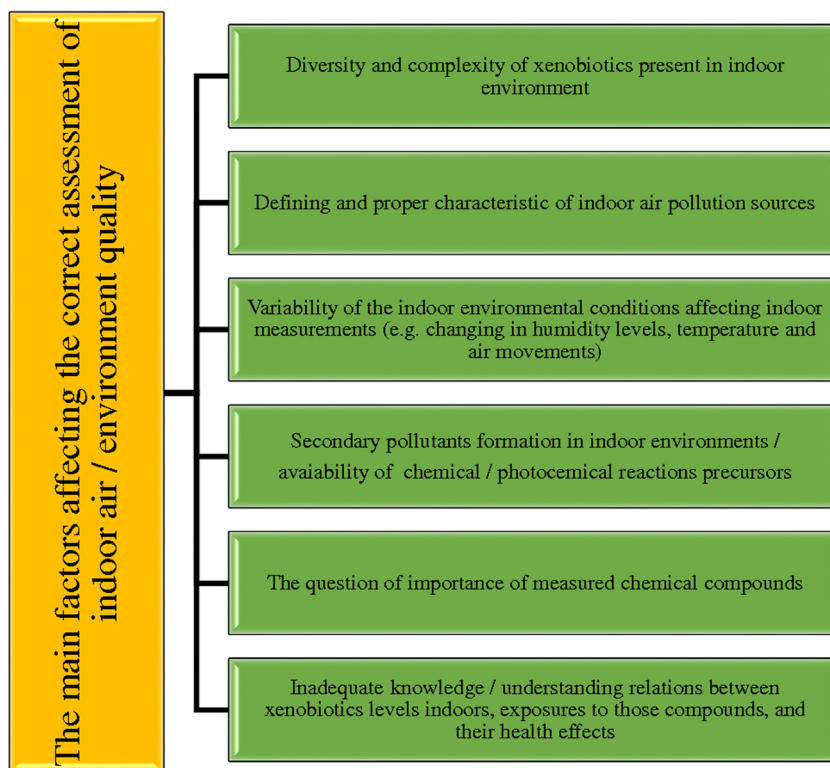 The main factors affecting the correct assessment of
indoor air / environment quality
Diversity and complexity of xenobiotics present in indoor
environment
Defining and proper characteristic of indoor air pollution sources
Variability of the indoor environmental conditions affecting indoor
measurements (e.g. changing in humidity levels, temperature and
air movements)
Secondary pollutants formation in indoor environments /
avaiability of chemical / photocemical reactions precursors
The question of importance of measured chemical compounds
Inadequate knowledge / understanding relations between
xenobiotics levels indoors, exposures to those compounds, and
their health effects